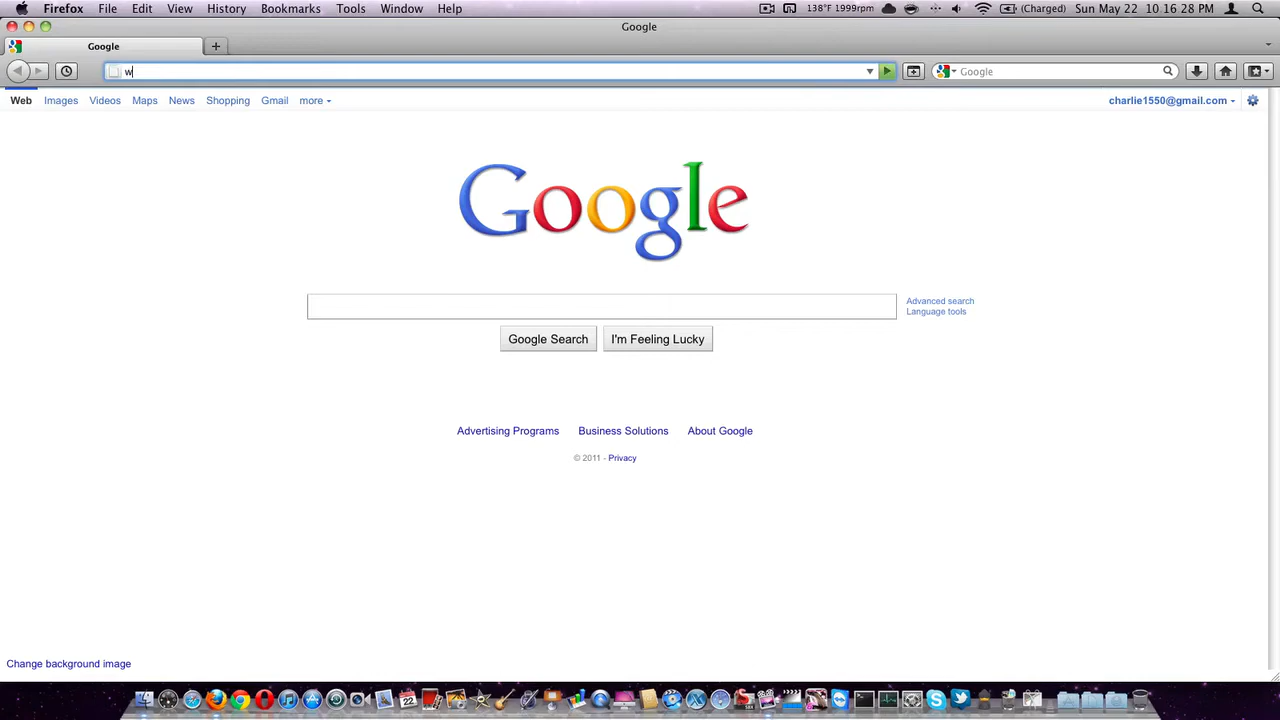 Firefox File Edit View History Bookmarks Tools Window Help 138°F 1999rpm (Charged) Sun May 22 10:16:28 PM
Google
Google
w Google
Web Images Videos Maps News Shopping Gmail more charlie1550@gmail.com
Google
Advanced search
Language tools
Google Search I'm Feeling Lucky
Advertising Programs Business Solutions About Google
© 2011 - Privacy
Change background image
22